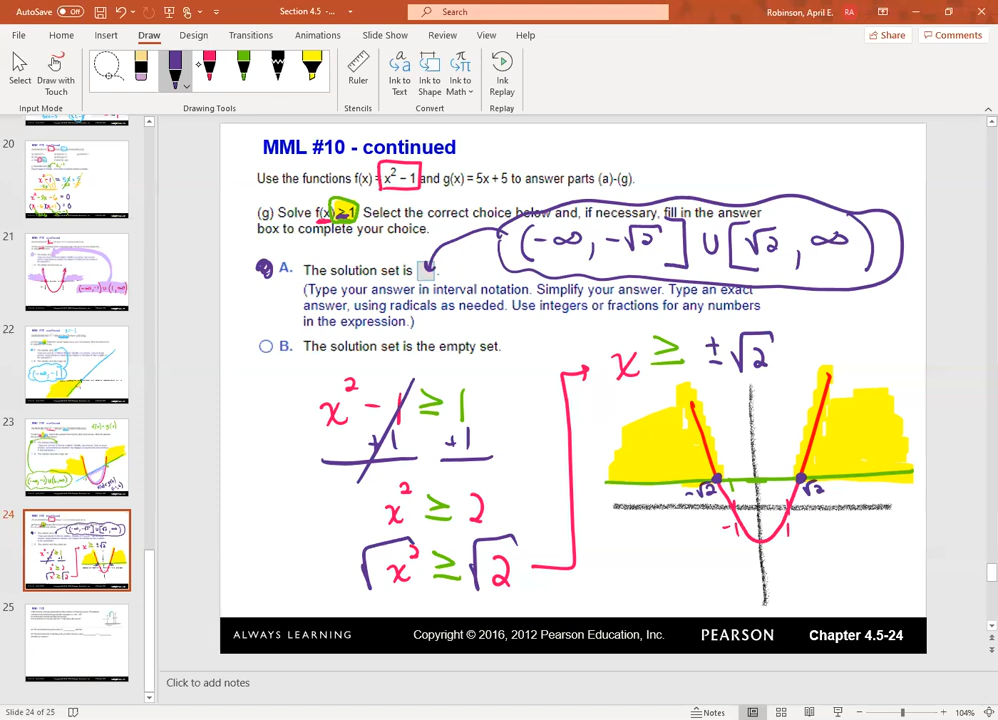 AutoSave Off Section 4.5 - ... Search Robinson, April E. RA
File Home Insert Draw Design Transitions Animations Slide Show Review View Help Share Comments
Select Draw with Touch Ruler Ink to Text Ink to Shape Ink to Math Ink Replay
Input Mode Drawing Tools Stencils Convert Replay
20
21
22
23
24
25
MML #10 - continued
Use the functions f(x) = x² − 1 and g(x) = 5x + 5 to answer parts (a)-(g).
(g) Solve f(x) ≥ 1. Select the correct choice below and, if necessary, fill in the answer
box to complete your choice.
(-∞, -√2] ∪ [√2, ∞)
A. The solution set is .
(Type your answer in interval notation. Simplify your answer. Type an exact
answer, using radicals as needed. Use integers or fractions for any numbers
in the expression.)
B. The solution set is the empty set.
x² - 1 ≥ 1
+1 +1
x² ≥ 2
√x² ≥ √2
x ≥ ±√2
-√2 1 √2
-1 1
ALWAYS LEARNING Copyright © 2016, 2012 Pearson Education, Inc. PEARSON Chapter 4.5-24
Click to add notes
Slide 24 of 25 Notes 104%